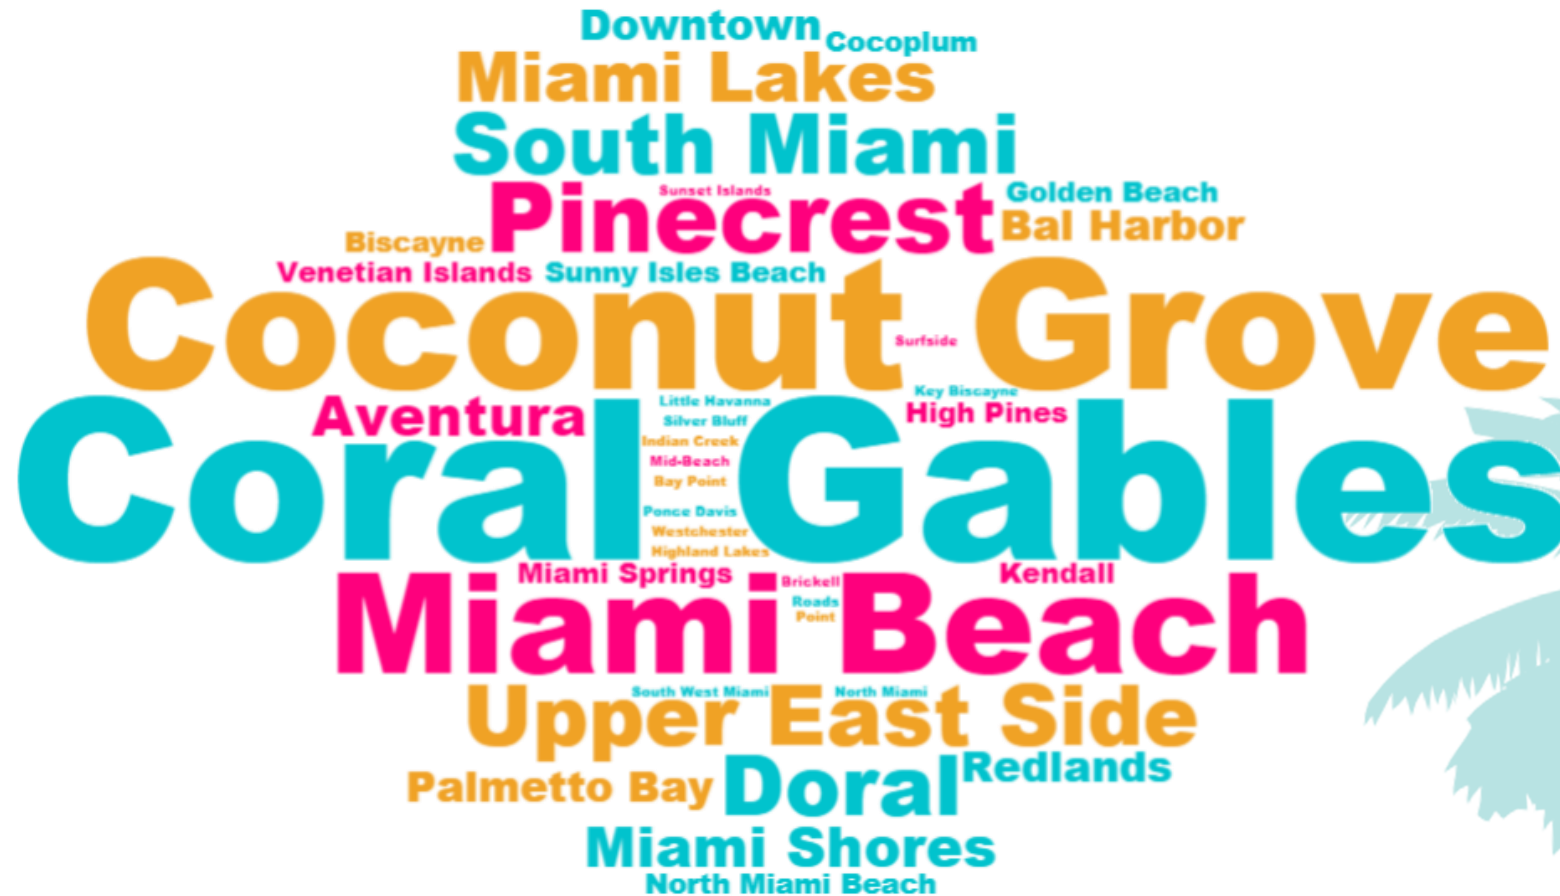 Downtown
Cocoplum
Miami Lakes
South Miami
Sunset Islands
Pinecrest
Golden Beach
Bal Harbor
Biscayne
Venetian Islands
Sunny Isles Beach
Coconut Grove
Surfside
Key Biscayne
Aventura
Little Havanna
High Pines
Silver Bluff
Indian Creek
Mid-Beach
Bay Point
Coral Gables
Ponce Davis
Westchester
Highland Lakes
Miami Springs
Brickell
Kendall
Roads
Point
Miami Beach
South West Miami
North Miami
Upper East Side
Palmetto Bay
Doral
Redlands
Miami Shores
North Miami Beach